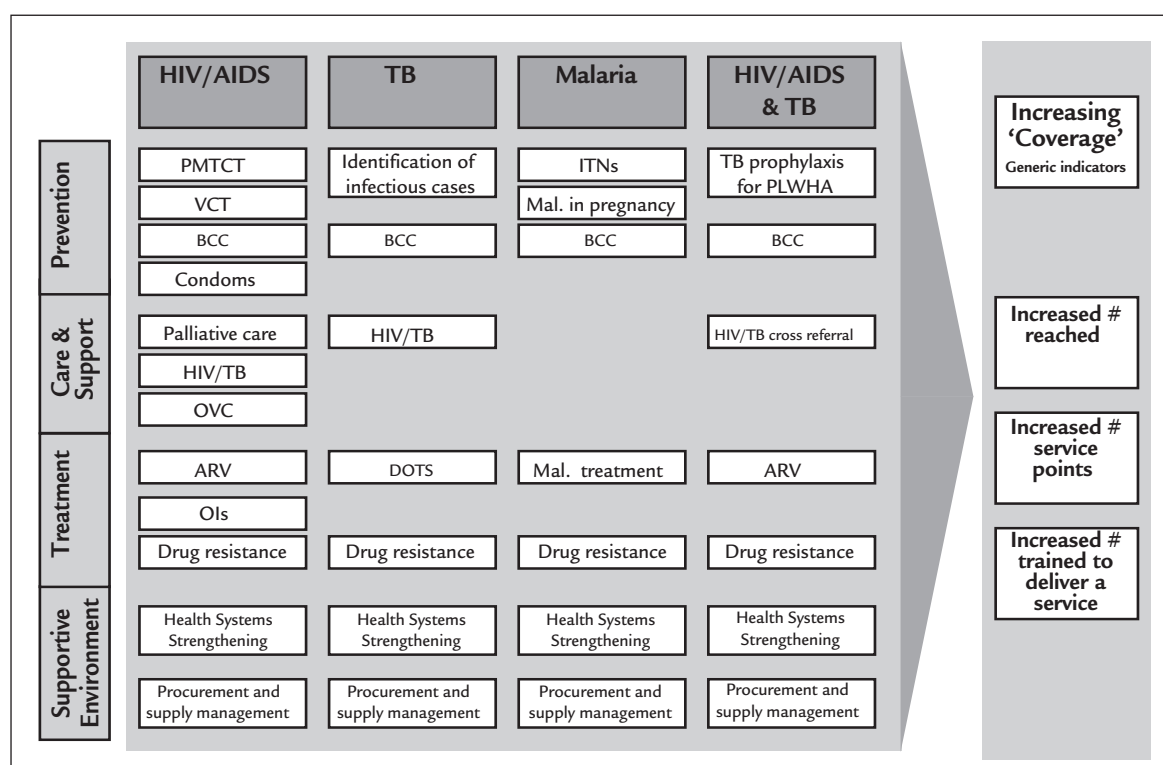 HIV/AIDS
TB
Malaria
HIV/AIDS
& TB
Prevention
PMTCT
VCT
BCC
Condoms
Identification of
infectious cases
BCC
ITNs
Mal. in pregnancy
BCC
TB prophylaxis
for PLWHA
BCC
Care &
Support
Palliative care
HIV/TB
OVC
HIV/TB
HIV/TB cross referral
Treatment
ARV
OIs
Drug resistance
DOTS
Drug resistance
Mal. treatment
Drug resistance
ARV
Drug resistance
Supportive
Environment
Health Systems
Strengthening
Procurement and
supply management
Health Systems
Strengthening
Procurement and
supply management
Health Systems
Strengthening
Procurement and
supply management
Health Systems
Strengthening
Procurement and
supply management
Increasing
‘Coverage’
Generic indicators
Increased #
reached
Increased #
service
points
Increased #
trained to
deliver a
service